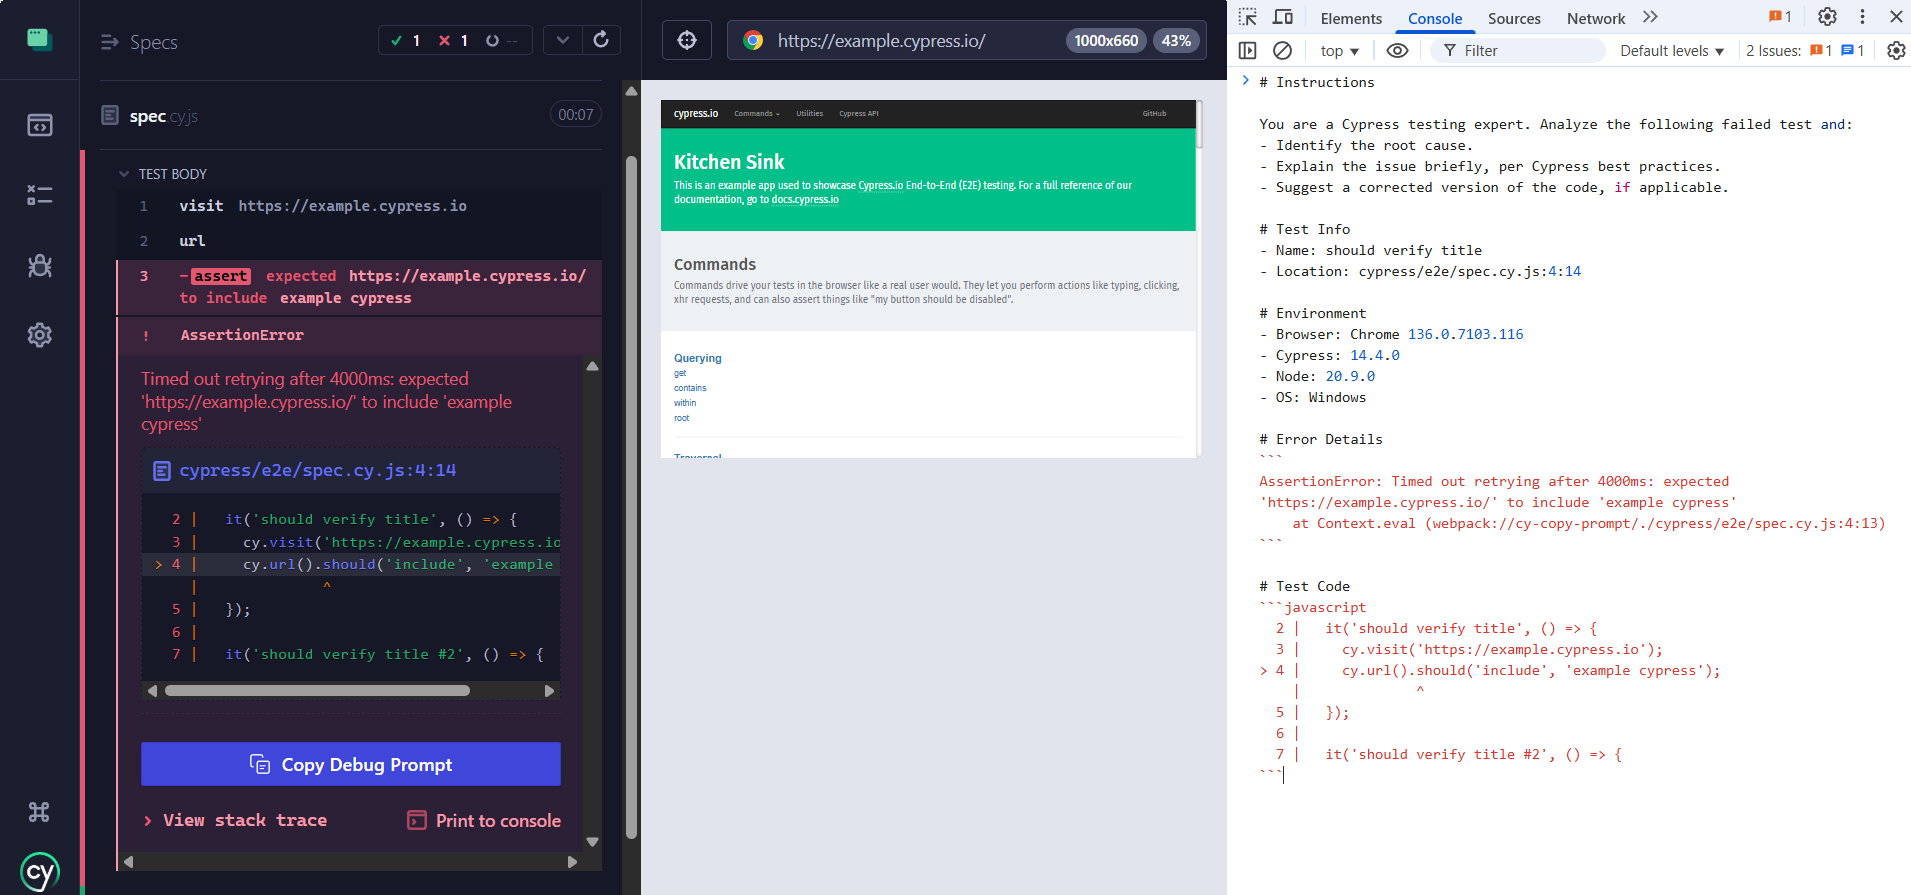 Specs
1 1 --
spec.cy.js
00:07
TEST BODY
1 visit https://example.cypress.io
2 url
3 -assert expected https://example.cypress.io/
to include example cypress
! AssertionError
Timed out retrying after 4000ms: expected
'https://example.cypress.io/' to include 'example
cypress'
cypress/e2e/spec.cy.js:4:14
2 | it('should verify title', () => {
3 | cy.visit('https://example.cypress.io
> 4 | cy.url().should('include', 'example
| ^
5 | });
6 |
7 | it('should verify title #2', () => {
Copy Debug Prompt
> View stack trace
Print to console
cy
https://example.cypress.io/
1000x660
43%
cypress.io
Commands
Utilities
Cypress API
GitHub
Kitchen Sink
This is an example app used to showcase Cypress.io End-to-End (E2E) testing. For a full reference of our
documentation, go to docs.cypress.io
Commands
Commands drive your tests in the browser like a real user would. They let you perform actions like typing, clicking,
xhr requests, and can also assert things like "my button should be disabled".
Querying
get
contains
within
root
Traversal
Elements
Console
Sources
Network
1
top
Filter
Default levels
2 Issues: 1 1
> # Instructions
You are a Cypress testing expert. Analyze the following failed test and:
- Identify the root cause.
- Explain the issue briefly, per Cypress best practices.
- Suggest a corrected version of the code, if applicable.
# Test Info
- Name: should verify title
- Location: cypress/e2e/spec.cy.js:4:14
# Environment
- Browser: Chrome 136.0.7103.116
- Cypress: 14.4.0
- Node: 20.9.0
- OS: Windows
# Error Details
```
AssertionError: Timed out retrying after 4000ms: expected
'https://example.cypress.io/' to include 'example cypress'
at Context.eval (webpack://cy-copy-prompt/./cypress/e2e/spec.cy.js:4:13)
```
# Test Code
```javascript
2 | it('should verify title', () => {
3 | cy.visit('https://example.cypress.io');
> 4 | cy.url().should('include', 'example cypress');
| ^
5 | });
6 |
7 | it('should verify title #2', () => {
```